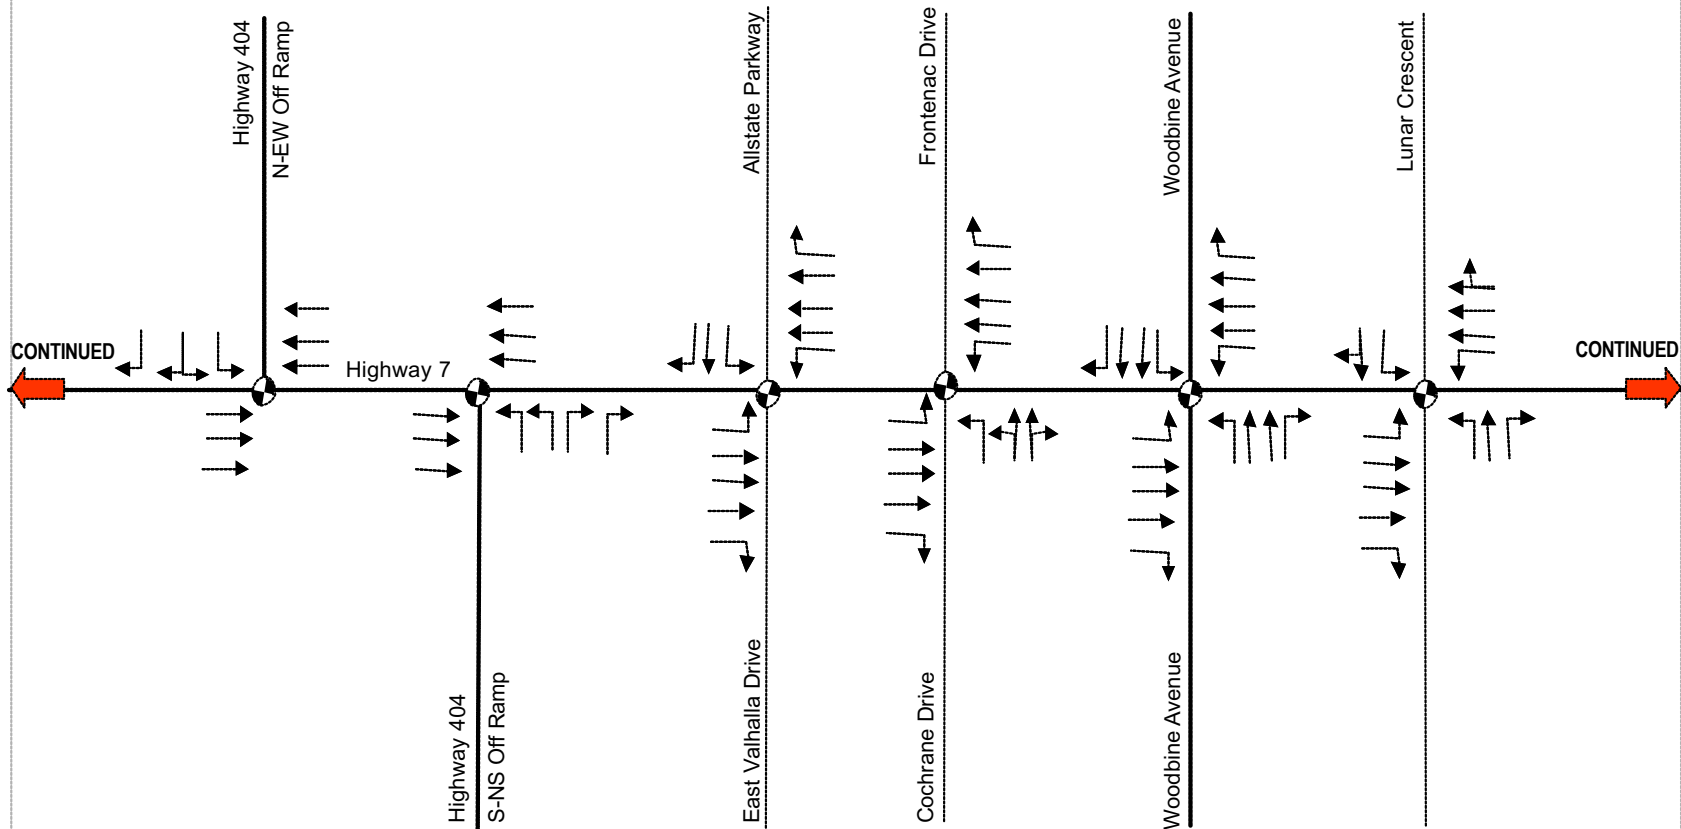 Highway 404
N-EW Off Ramp
Allstate Parkway
Frontenac Drive
Woodbine Avenue
Lunar Crescent
CONTINUED
Highway 7
CONTINUED
Highway 404
S-NS Off Ramp
East Valhalla Drive
Cochrane Drive
Woodbine Avenue